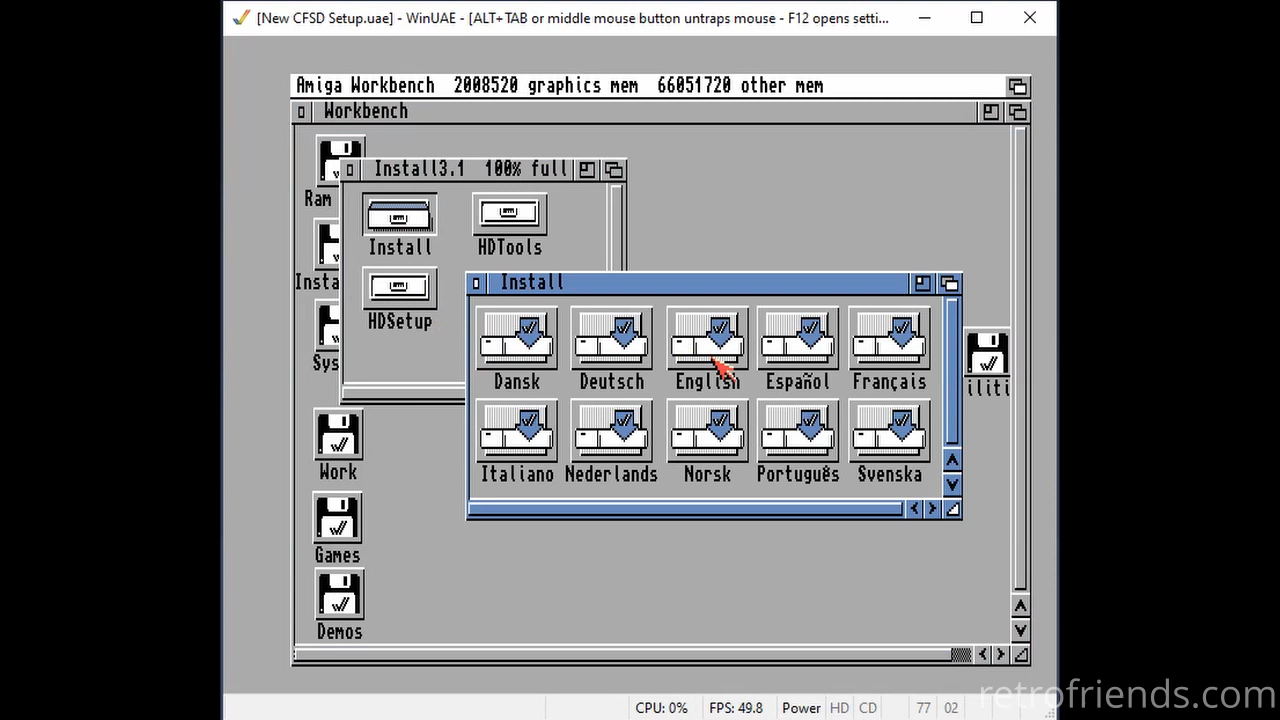 [New CFSD Setup.uae] - WinUAE - [ALT+TAB or middle mouse button untraps mouse - F12 opens setti...
Amiga Workbench 2008520 graphics mem 66051720 other mem
Workbench
Ram
Install3.1 100% full
Install HDTools
Insta
HDSetup
Sys
Install
Dansk Deutsch English Español Français
iliti
Italiano Nederlands Norsk Português Svenska
Work
Games
Demos
CPU: 0% FPS: 49.8 Power HD CD 77 02
retrofriends.com